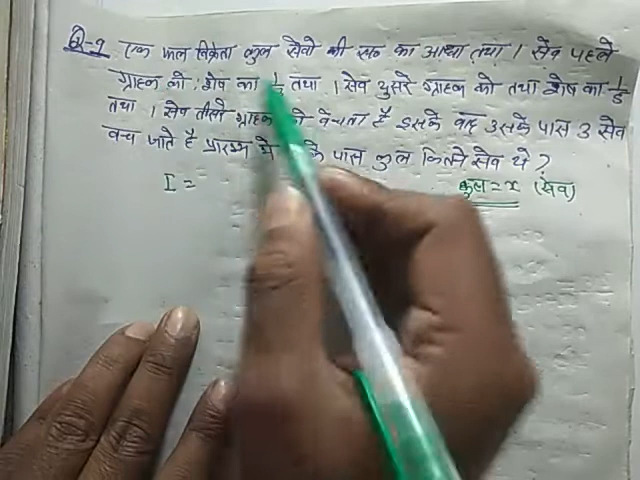 Q-9 एक फल विक्रेता कुल सेवो की का आधा तथा 1 सेव पहले
ग्राहक को, शेष का तथा 1 सेव दुसरे ग्राहक को तथा शेष का 1/5
तथा 1 सेव तीसरे ग्राहक को बेचता है इसके बाद उसके पास 3 सेव
बच जाते है प्रारम्भ मे के पास कुल कितने सेव थे ?
I =
कुल = x (सेव)